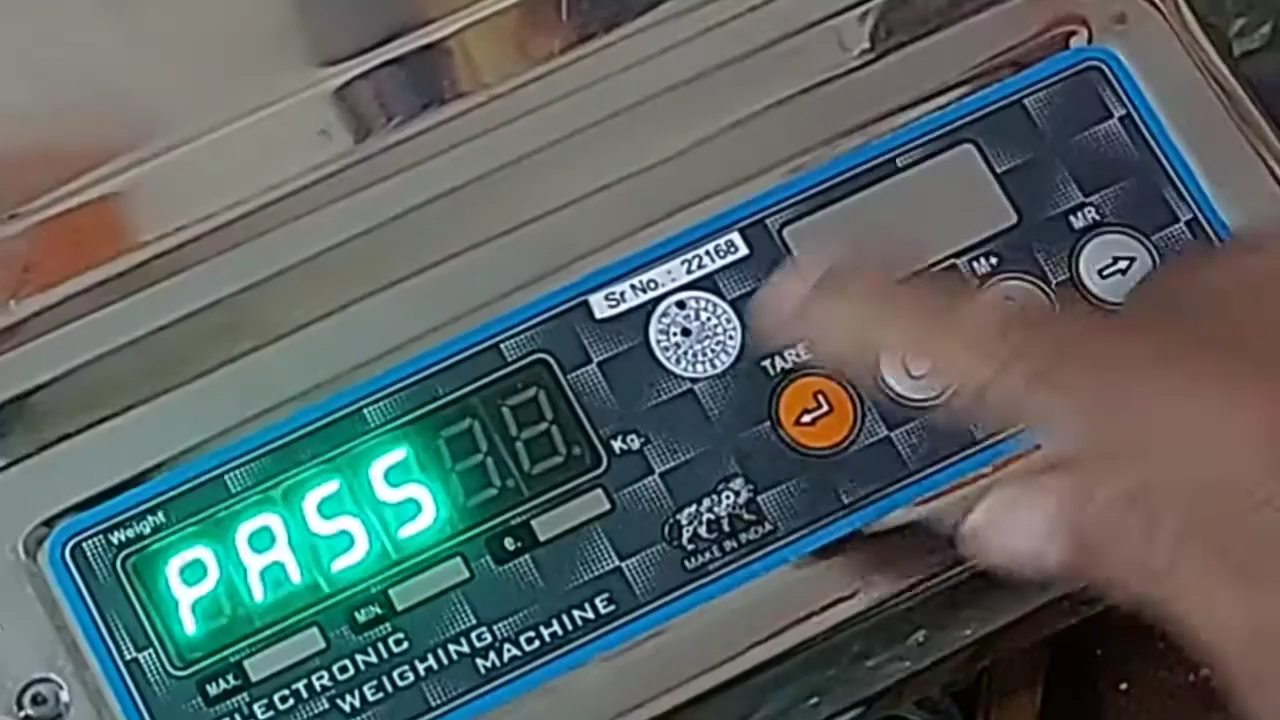 Sr.No. : 22168
MR
M+
TARE
Weight
PASS
Kg.
MAX.
MIN.
e.
MAKE IN INDIA
ELECTRONIC
WEIGHING
MACHINE